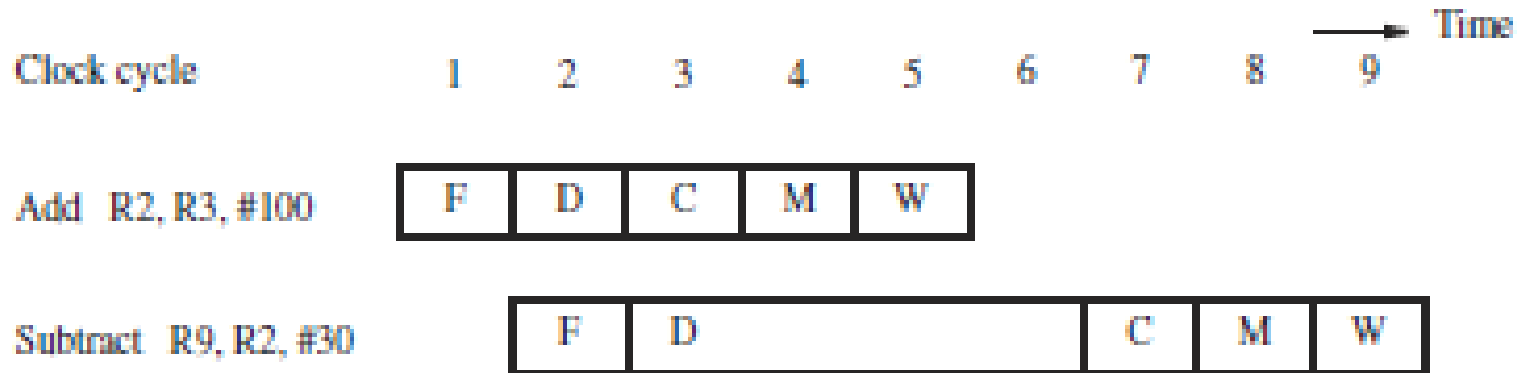 Time
Clock cycle 1 2 3 4 5 6 7 8 9
Add R2, R3, #100 F D C M W
Subtract R9, R2, #30 F D C M W